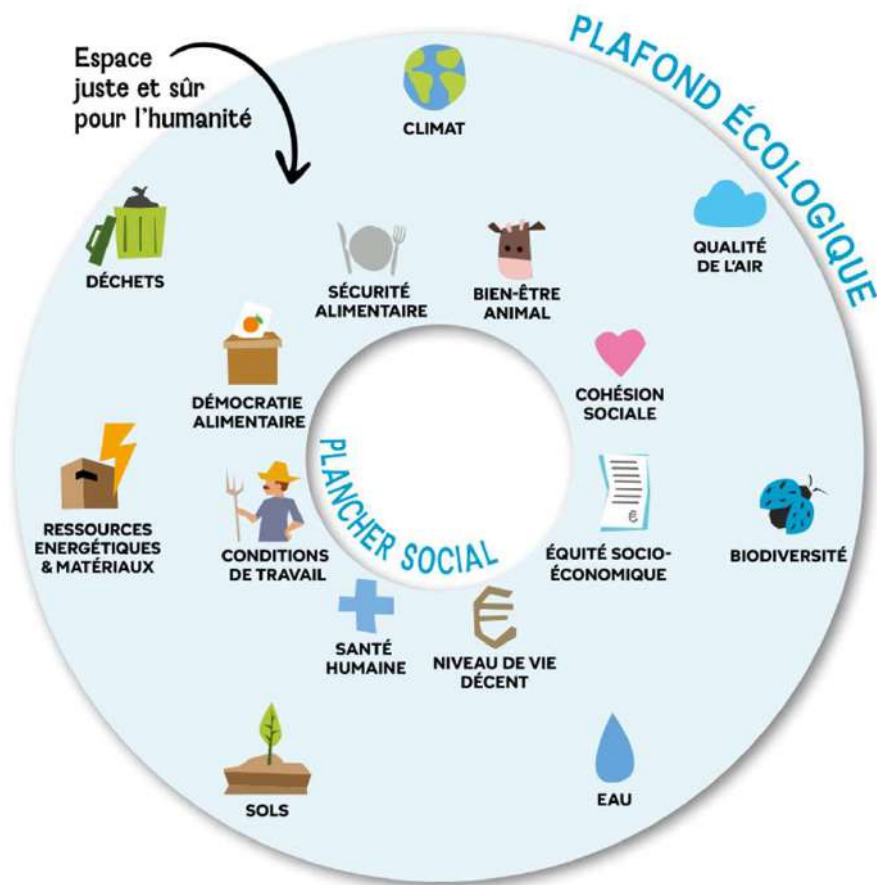 Espace
juste et sûr
pour l'humanité
PLAFOND ÉCOLOGIQUE
CLIMAT
QUALITÉ
DE L'AIR
DÉCHETS
SÉCURITÉ
ALIMENTAIRE
BIEN-ÊTRE
ANIMAL
DÉMOCRATIE
ALIMENTAIRE
COHÉSION
SOCIALE
PLANCHER SOCIAL
RESSOURCES
ENERGÉTIQUES
& MATÉRIAUX
CONDITIONS
DE TRAVAIL
€
ÉQUITÉ SOCIO-
ÉCONOMIQUE
BIODIVERSITÉ
SANTÉ
HUMAINE
€
NIVEAU DE VIE
DÉCENT
SOLS
EAU